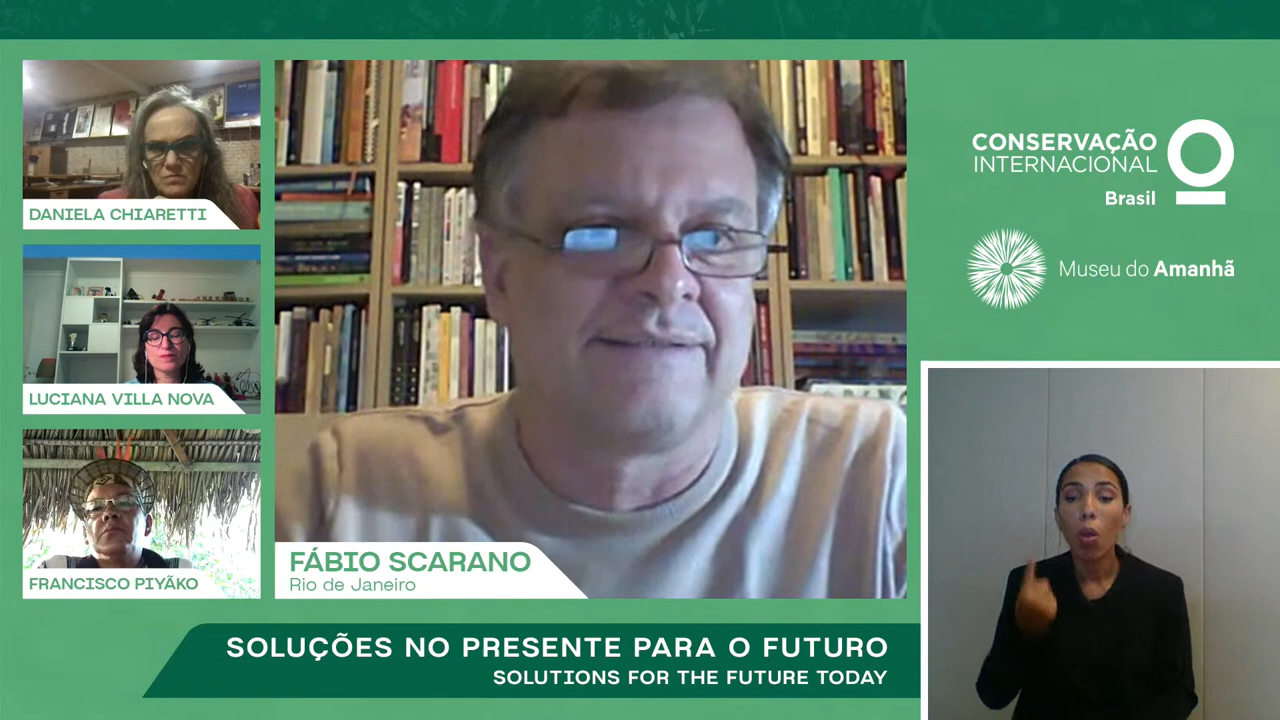 DANIELA CHIARETTI
LUCIANA VILLA NOVA
FRANCISCO PIYÃKO
FÁBIO SCARANO
Rio de Janeiro
CONSERVAÇÃO
INTERNACIONAL
Brasil
Museu do Amanhã
SOLUÇÕES NO PRESENTE PARA O FUTURO
SOLUTIONS FOR THE FUTURE TODAY